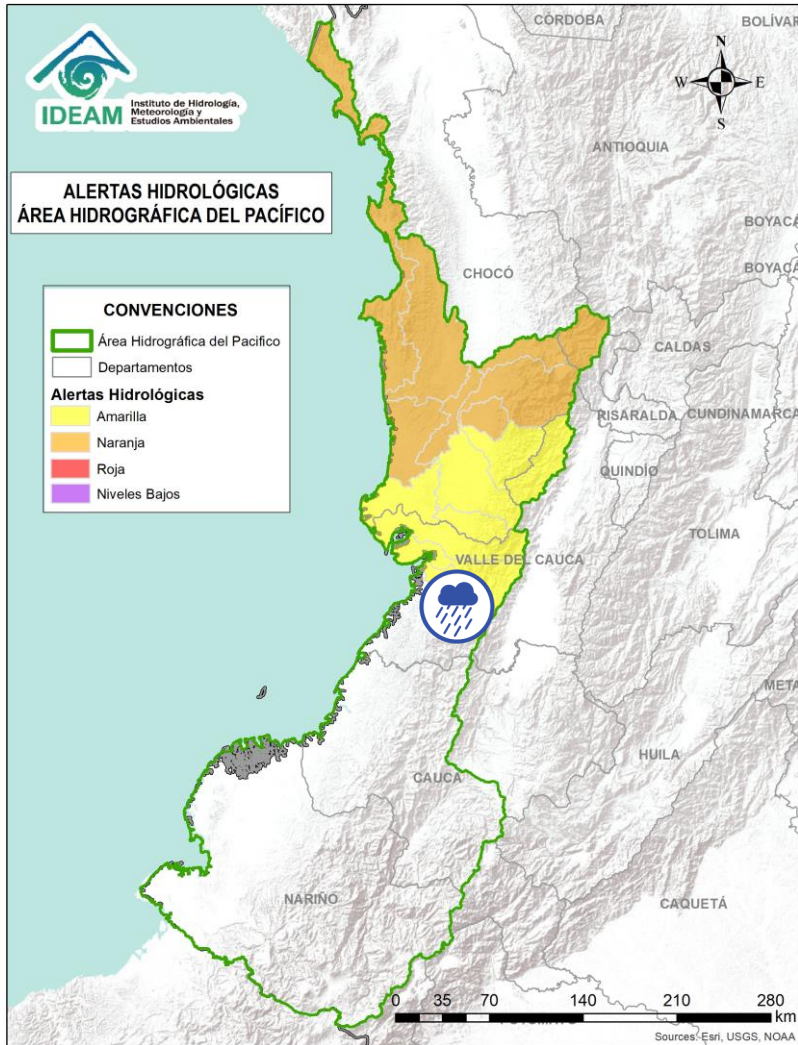 CÓRDOBA
BOLÍVAR
IDEAM
Instituto de Hidrología,
Meteorología y
Estudios Ambientales
N
W
E
S
ANTIOQUIA
ALERTAS HIDROLÓGICAS
ÁREA HIDROGRÁFICA DEL PACÍFICO
BOYACÁ
BOYACÁ
CHOCÓ
CONVENCIONES
Área Hidrográfica del Pacifico
Departamentos
Alertas Hidrológicas
Amarilla
Naranja
Roja
Niveles Bajos
CALDAS
RISARALDA
CUNDINAMARCA
QUINDÍO
TOLIMA
VALLE DEL CAUCA
META
HUILA
CAUCA
NARIÑO
CAQUETÁ
0 35 70 140 210 280
km
Sources: Esri, USGS, NOAA